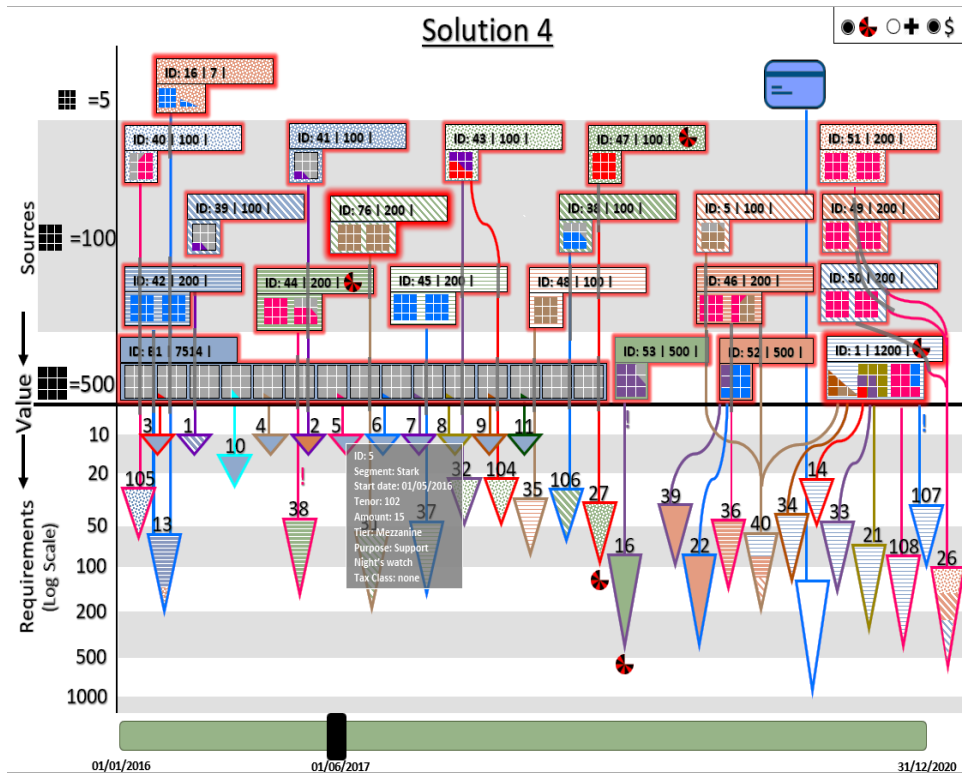 Solution 4
$
ID: 16 | 7 |
=5
ID: 40 | 100 |
ID: 41 | 100 |
ID: 43 | 100 |
ID: 47 | 100 |
ID: 51 | 200 |
ID: 39 | 100 |
ID: 76 | 200 |
ID: 38 | 100 |
ID: 5 | 100 |
ID: 49 | 200 |
=100
ID: 42 | 200 |
ID: 44 | 200 |
ID: 45 | 200 |
ID: 48 | 100 |
ID: 46 | 200 |
ID: 50 | 200 |
ID: B1 | 7514 |
ID: 53 | 500 |
ID: 52 | 500 |
ID: 1 | 1200 |
=500
Sources
Value
Requirements
(Log Scale)
10
20
50
100
200
500
1000
3
1
10
4
2
5
6
7
8
9
11
!
!
!
105
13
38
37
32
104
35
106
27
16
39
22
36
40
34
14
33
21
108
107
26
ID: 5
Segment: Stark
Start date: 01/05/2016
Tenor: 102
Amount: 15
Tier: Mezzanine
Purpose: Support
Night's watch
Tax Class: none
01/01/2016
01/06/2017
31/12/2020